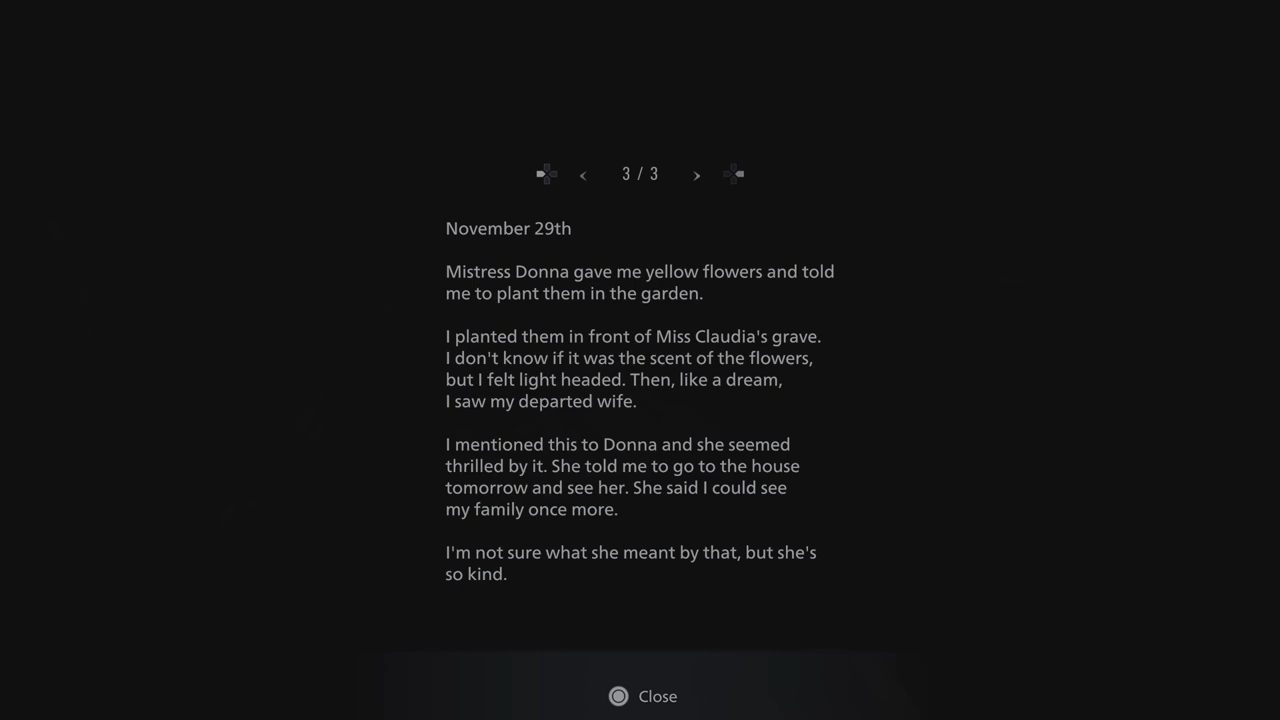 < 3 / 3 >
November 29th
Mistress Donna gave me yellow flowers and told
me to plant them in the garden.
I planted them in front of Miss Claudia's grave.
I don't know if it was the scent of the flowers,
but I felt light headed. Then, like a dream,
I saw my departed wife.
I mentioned this to Donna and she seemed
thrilled by it. She told me to go to the house
tomorrow and see her. She said I could see
my family once more.
I'm not sure what she meant by that, but she's
so kind.
Close